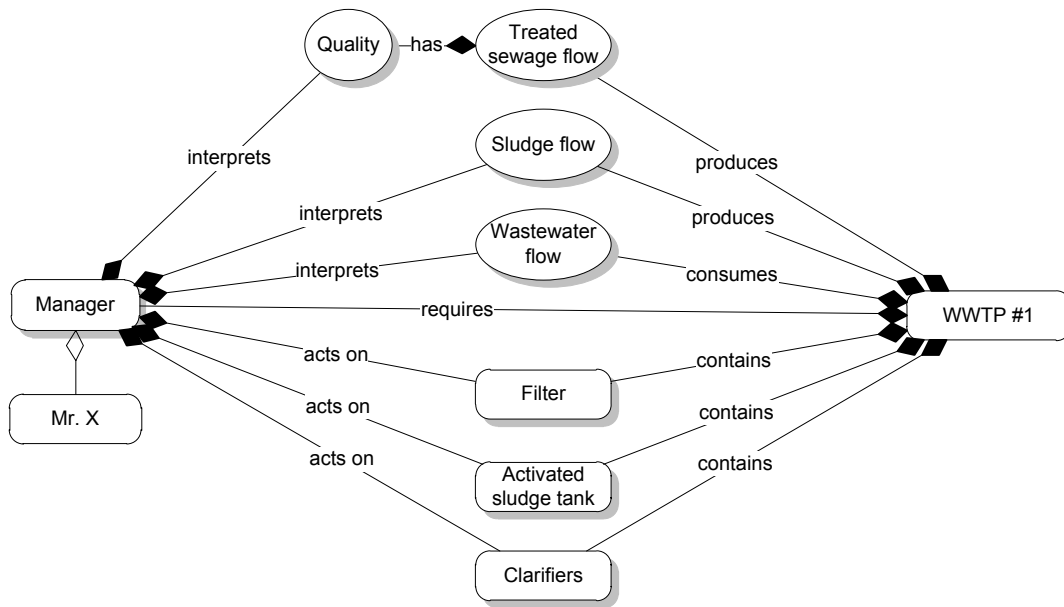 Quality
has
Treated
sewage flow
interprets
produces
Sludge flow
interprets
produces
Wastewater
flow
interprets
consumes
Manager
requires
WWTP #1
acts on
contains
Filter
Mr. X
acts on
contains
acts on
contains
Activated
sludge tank
Clarifiers